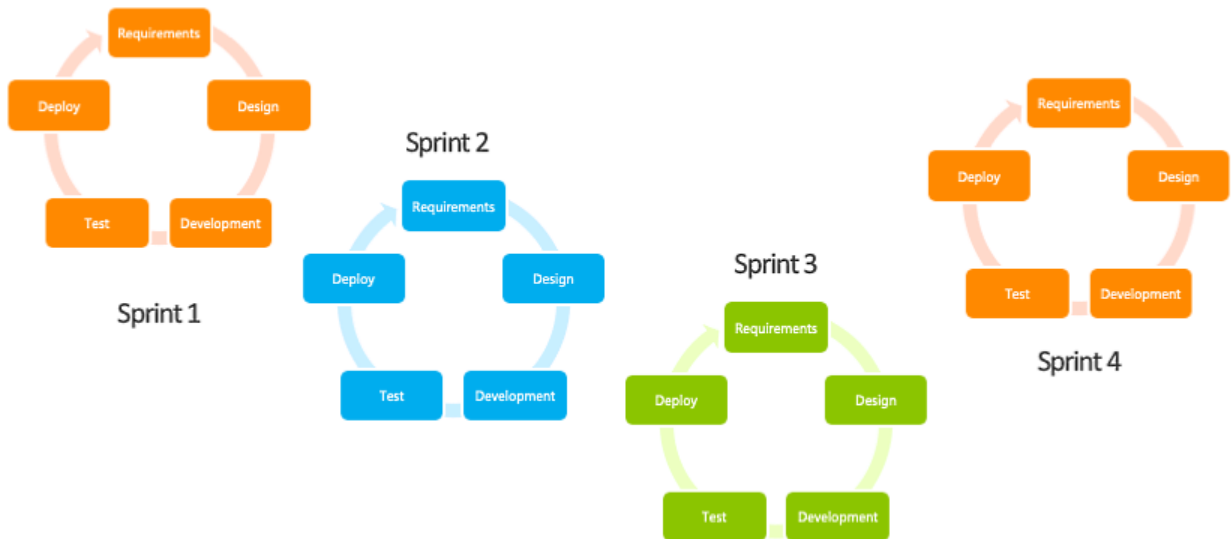 Requirements
Deploy
Design
Test
Development
Sprint 1
Sprint 2
Requirements
Deploy
Design
Test
Development
Sprint 3
Requirements
Deploy
Design
Test
Development
Requirements
Deploy
Design
Test
Development
Sprint 4